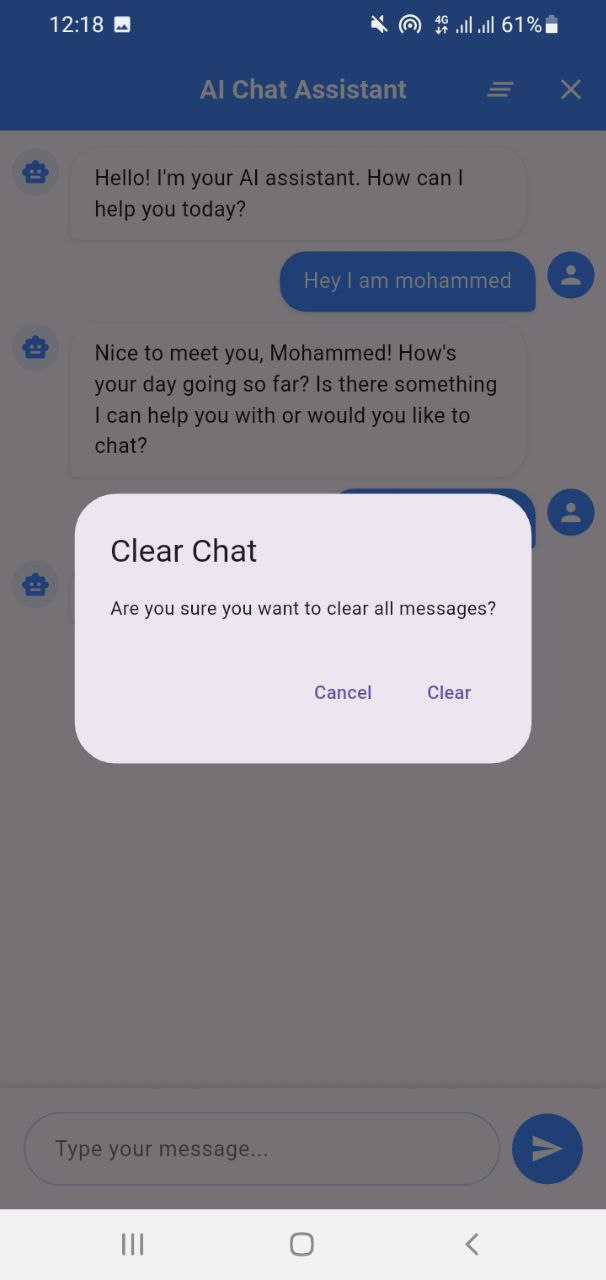 12:18
4G
61%
AI Chat Assistant
Hello! I'm your AI assistant. How can I
help you today?
Hey I am mohammed
Nice to meet you, Mohammed! How's
your day going so far? Is there something
I can help you with or would you like to
chat?
Clear Chat
Are you sure you want to clear all messages?
Cancel
Clear
Type your message...